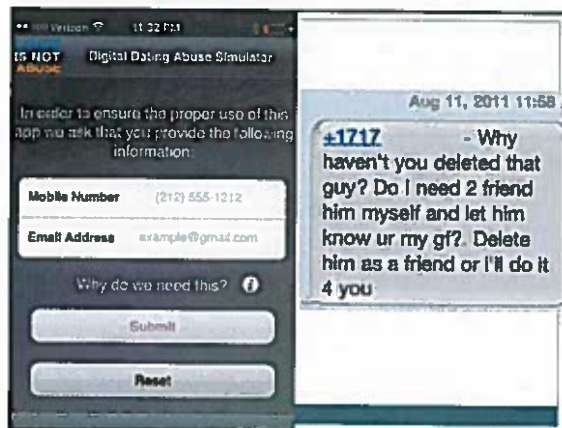 Verizon 11:32 PM
LOVE
IS NOT
ABUSE
Digital Dating Abuse Simulator
In order to ensure the proper use of this
app we ask that you provide the following
information:
Mobile Number (212) 555-1212
Email Address example@gmail.com
Why do we need this? i
Submit
Reset
Aug 11, 2011 11:58
+1717 - Why
haven't you deleted that
guy? Do I need 2 friend
him myself and let him
know ur my gf?. Delete
him as a friend or I'll do it
4 you